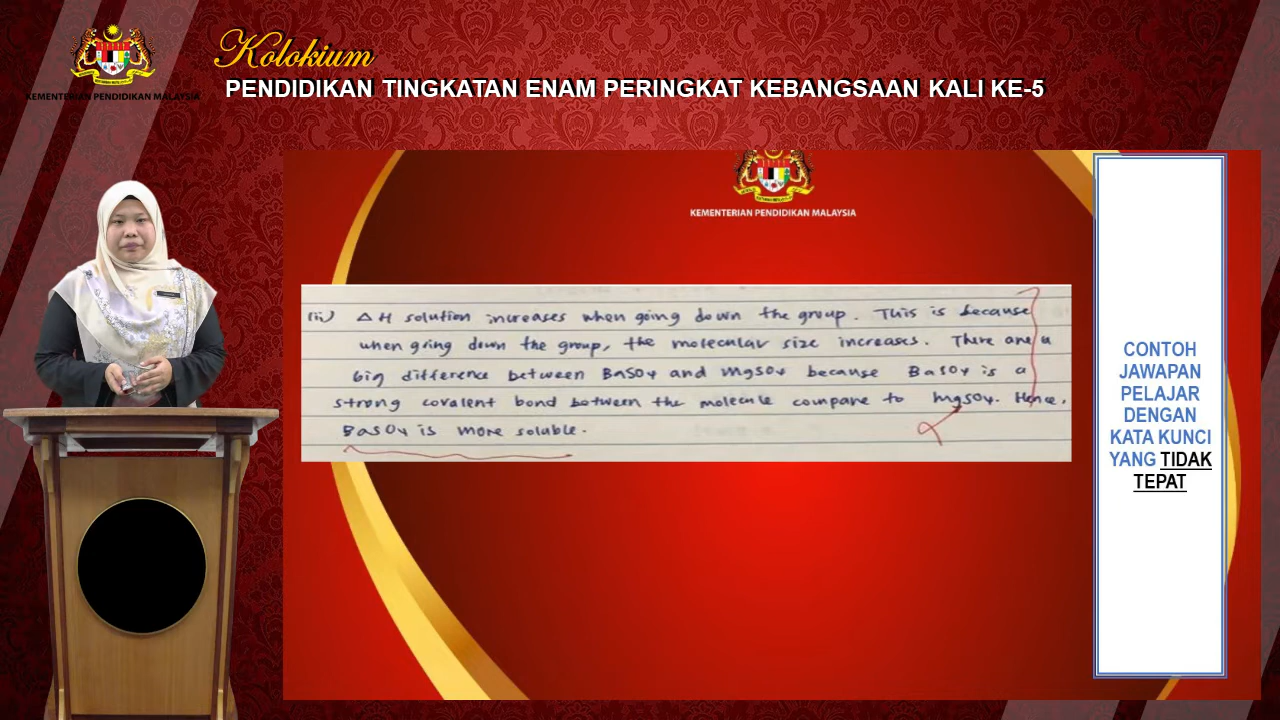 Kolokium
PENDIDIKAN TINGKATAN ENAM PERINGKAT KEBANGSAAN KALI KE-5
KEMENTERIAN PENDIDIKAN MALAYSIA
KEMENTERIAN PENDIDIKAN MALAYSIA
(ii) ΔH solution increases when going down the group. This is because
when going down the group, the molecular size increases. There are a
big difference between BaSO4 and MgSO4 because BaSO4 is a
strong covalent bond between the molecule compare to MgSO4. Hence,
BaSO4 is more soluble.
CONTOH
JAWAPAN
PELAJAR
DENGAN
KATA KUNCI
YANG TIDAK
TEPAT